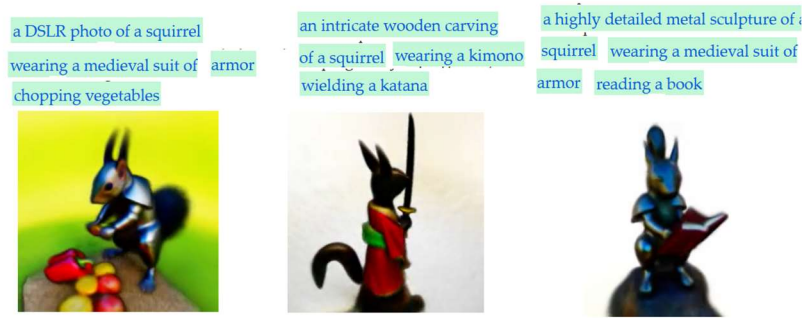 a DSLR photo of a squirrel
wearing a medieval suit of armor
chopping vegetables
an intricate wooden carving
of a squirrel wearing a kimono
wielding a katana
a highly detailed metal sculpture of a
squirrel wearing a medieval suit of
armor reading a book